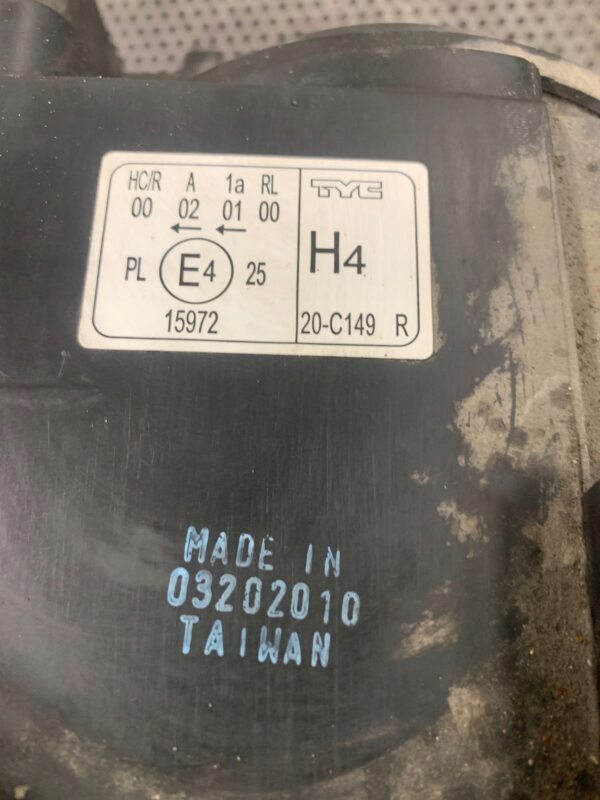 HC/R A 1a RL
00 02 01 00
← ←
PL E4 25
15972
TYC
H4
20-C149 R
MADE IN
03202010
TAIWAN